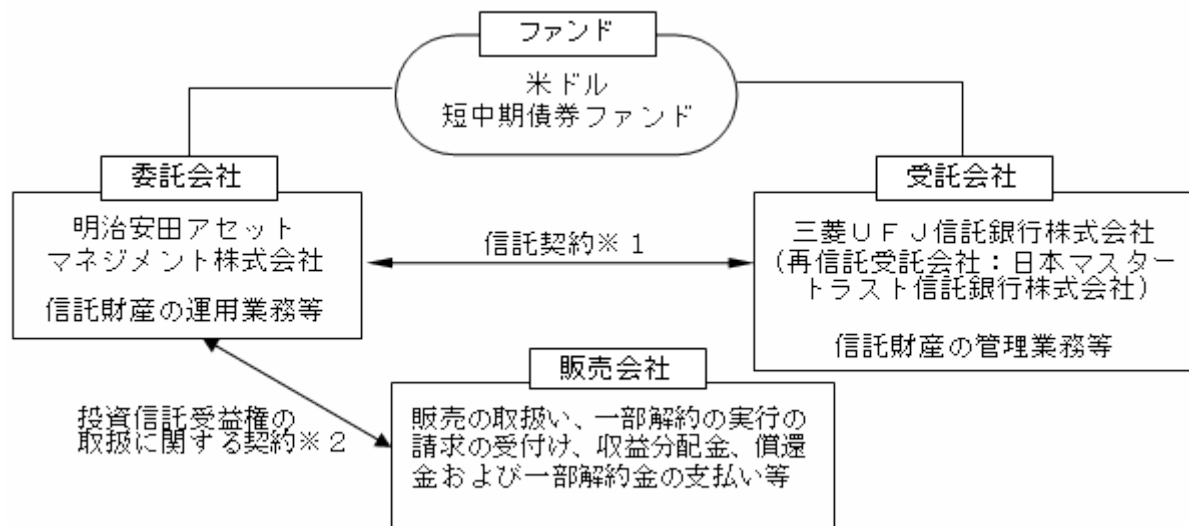 ファンド
米ドル
短中期債券ファンド
委託会社
明治安田アセット
マネジメント株式会社
信託財産の運用業務等
信託契約※１
受託会社
三菱ＵＦＪ信託銀行株式会社
(再信託受託会社：日本マスター
トラスト信託銀行株式会社)
信託財産の管理業務等
投資信託受益権の
取扱に関する契約※２
販売会社
販売の取扱い、一部解約の実行の
請求の受付け、収益分配金、償還
金および一部解約金の支払い等